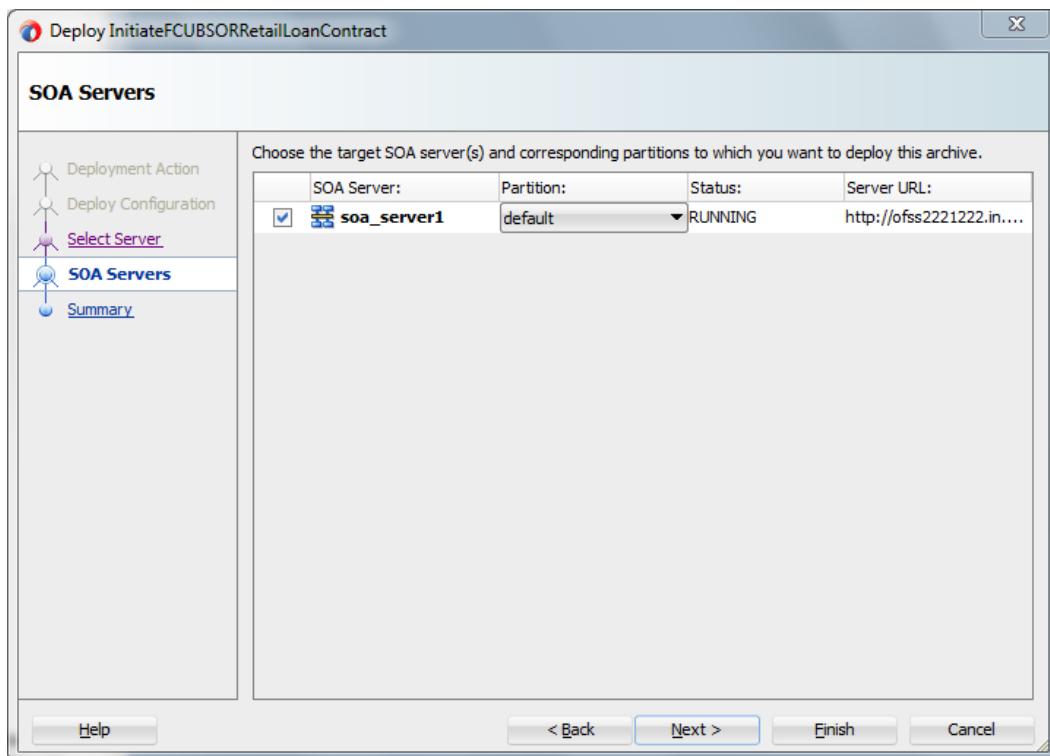 Deploy InitiateFCUBSORRetailLoanContract
SOA Servers
Deployment Action
Deploy Configuration
Select Server
SOA Servers
Summary
Choose the target SOA server(s) and corresponding partitions to which you want to deploy this archive.
SOA Server: Partition: Status: Server URL:
soa_server1 default RUNNING http://ofss2221222.in....
Help < Back Next > Finish Cancel